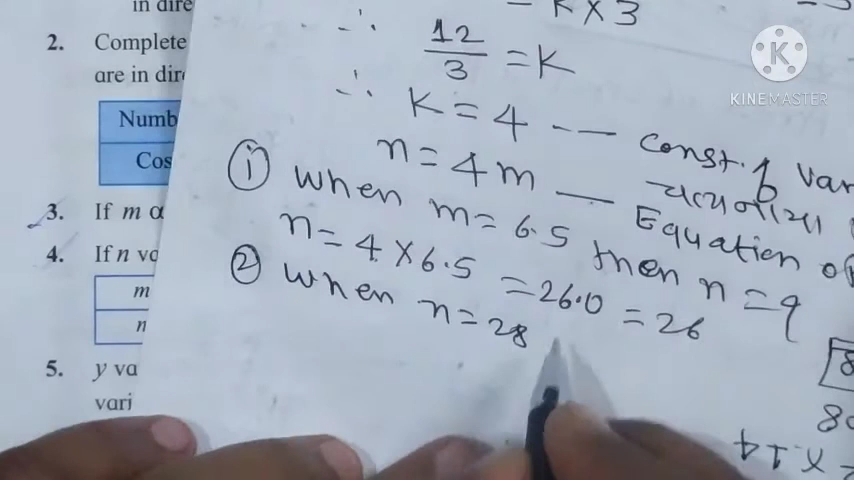 in dire
2. Complete
are in dire
Numb
Cos
3. If m α
4. If n va
m
n
5. y va
vari
= K × 3
∴ 12/3 = K
∴ K = 4 --- const. of Var
n = 4m — Equation of
① when m = 6.5 then n = ?
n = 4 × 6.5 = 26.0 = 26
② when n = 28
KINEMASTER